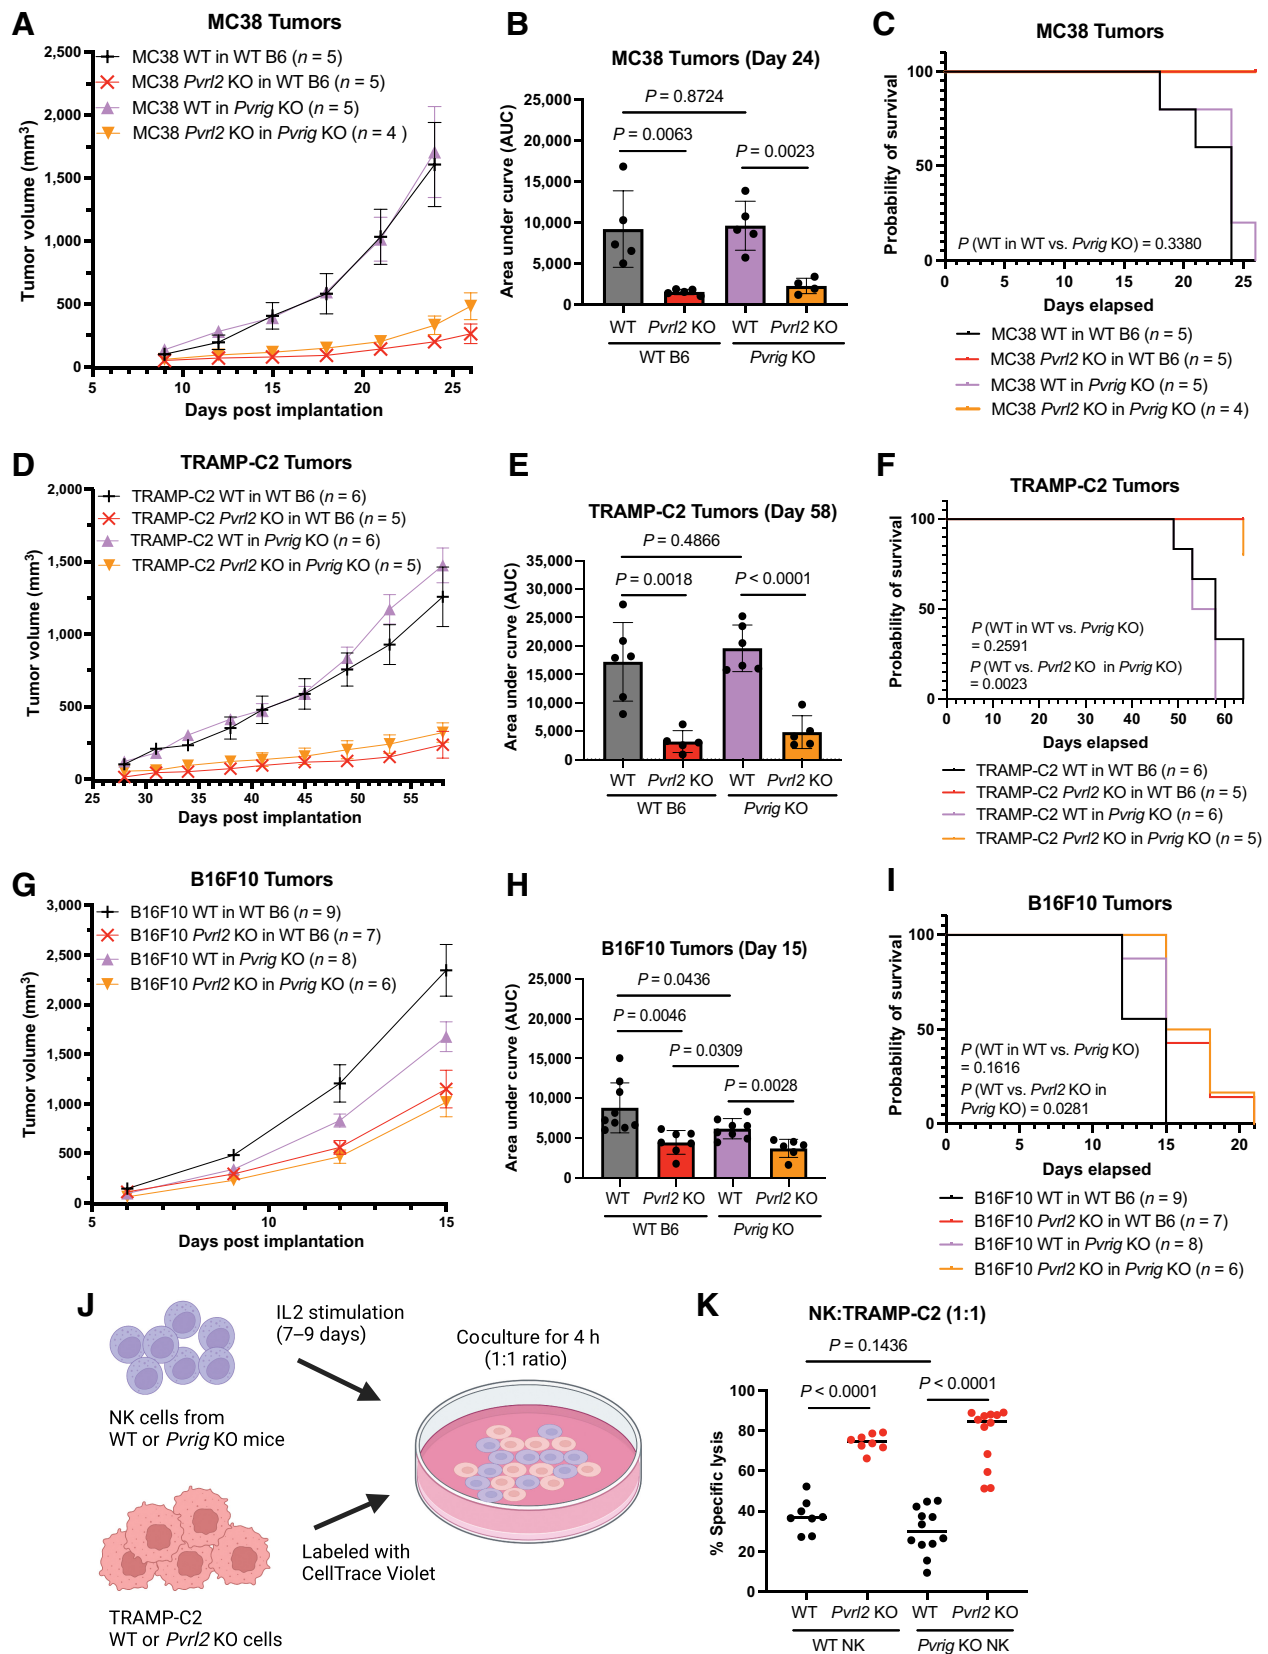 A
MC38 Tumors
2,500
2,000
1,500
1,000
500
0
Tumor volume (mm³)
MC38 WT in WT B6 (n = 5)
MC38 Pvrl2 KO in WT B6 (n = 5)
MC38 WT in Pvrig KO (n = 5)
MC38 Pvrl2 KO in Pvrig KO (n = 4 )
5 10 15 20 25
Days post implantation
B
MC38 Tumors (Day 24)
Area under curve (AUC)
25,000
20,000
15,000
10,000
5,000
0
P = 0.8724
P = 0.0063
P = 0.0023
WT Pvrl2 KO WT Pvrl2 KO
WT B6 Pvrig KO
C
MC38 Tumors
Probability of survival
100
50
0
P (WT in WT vs. Pvrig KO) = 0.3380
0 5 10 15 20 25
Days elapsed
MC38 WT in WT B6 (n = 5)
MC38 Pvrl2 KO in WT B6 (n = 5)
MC38 WT in Pvrig KO (n = 5)
MC38 Pvrl2 KO in Pvrig KO (n = 4)
D
TRAMP-C2 Tumors
Tumor volume (mm³)
2,000
1,500
1,000
500
0
TRAMP-C2 WT in WT B6 (n = 6)
TRAMP-C2 Pvrl2 KO in WT B6 (n = 5)
TRAMP-C2 WT in Pvrig KO (n = 6)
TRAMP-C2 Pvrl2 KO in Pvrig KO (n = 5)
25 30 35 40 45 50 55
Days post implantation
E
TRAMP-C2 Tumors (Day 58)
Area under curve (AUC)
35,000
30,000
25,000
20,000
15,000
10,000
5,000
0
P = 0.4866
P = 0.0018
P < 0.0001
WT Pvrl2 KO WT Pvrl2 KO
WT B6 Pvrig KO
F
TRAMP-C2 Tumors
Probability of survival
100
50
0
P (WT in WT vs. Pvrig KO)
= 0.2591
P (WT vs. Pvrl2 KO in Pvrig KO)
= 0.0023
0 10 20 30 40 50 60
Days elapsed
TRAMP-C2 WT in WT B6 (n = 6)
TRAMP-C2 Pvrl2 KO in WT B6 (n = 5)
TRAMP-C2 WT in Pvrig KO (n = 6)
TRAMP-C2 Pvrl2 KO in Pvrig KO (n = 5)
G
B16F10 Tumors
Tumor volume (mm³)
3,000
2,500
2,000
1,500
1,000
500
0
B16F10 WT in WT B6 (n = 9)
B16F10 Pvrl2 KO in WT B6 (n = 7)
B16F10 WT in Pvrig KO (n = 8)
B16F10 Pvrl2 KO in Pvrig KO (n = 6)
5 10 15
Days post implantation
H
B16F10 Tumors (Day 15)
Area under curve (AUC)
25,000
20,000
15,000
10,000
5,000
0
P = 0.0436
P = 0.0046
P = 0.0309
P = 0.0028
WT Pvrl2 KO WT Pvrl2 KO
WT B6 Pvrig KO
I
B16F10 Tumors
Probability of survival
100
50
0
P (WT in WT vs. Pvrig KO)
= 0.1616
P (WT vs. Pvrl2 KO in
Pvrig KO) = 0.0281
0 5 10 15 20
Days elapsed
B16F10 WT in WT B6 (n = 9)
B16F10 Pvrl2 KO in WT B6 (n = 7)
B16F10 WT in Pvrig KO (n = 8)
B16F10 Pvrl2 KO in Pvrig KO (n = 6)
J
IL2 stimulation
(7–9 days)
Coculture for 4 h
(1:1 ratio)
NK cells from
WT or Pvrig KO mice
Labeled with
CellTrace Violet
TRAMP-C2
WT or Pvrl2 KO cells
K
NK:TRAMP-C2 (1:1)
% Specific lysis
100
80
60
40
20
0
P = 0.1436
P < 0.0001
P < 0.0001
WT Pvrl2 KO WT Pvrl2 KO
WT NK Pvrig KO NK